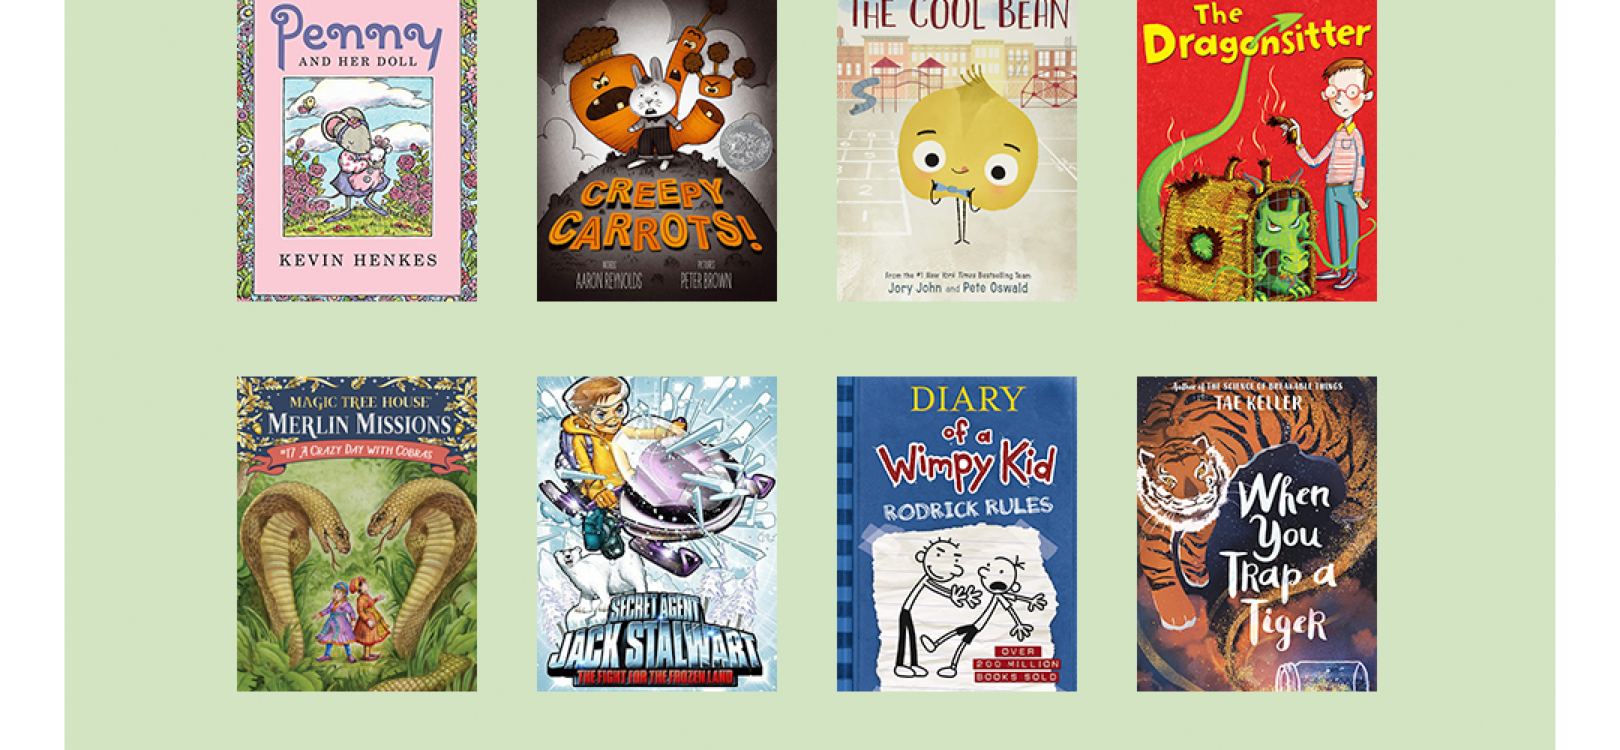 Penny
AND HER DOLL
KEVIN HENKES
CREEPY
CARROTS!
WORDS
AARON REYNOLDS
PICTURES
PETER BROWN
THE COOL BEAN
From the #1 New York Times Bestselling Team
Jory John and Pete Oswald
The
Dragonsitter
MAGIC TREE HOUSE
MERLIN MISSIONS
#17 A CRAZY DAY WITH COBRAS
SECRET AGENT
JACK STALWART
THE FIGHT FOR THE FROZEN LAND
DIARY
of a
Wimpy Kid
RODRICK RULES
OVER
200 MILLION
BOOKS SOLD
Author of THE SCIENCE OF BREAKABLE THINGS
TAE KELLER
When
You
TRap a
TigeR